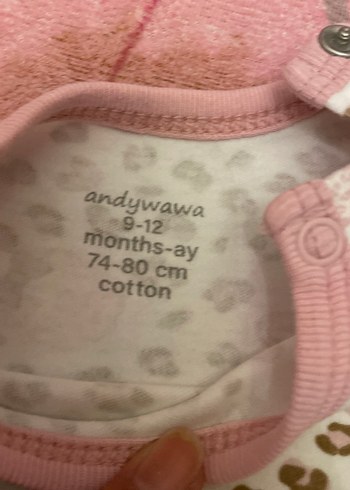 andywawa
9-12
months-ay
74-80 cm
cotton